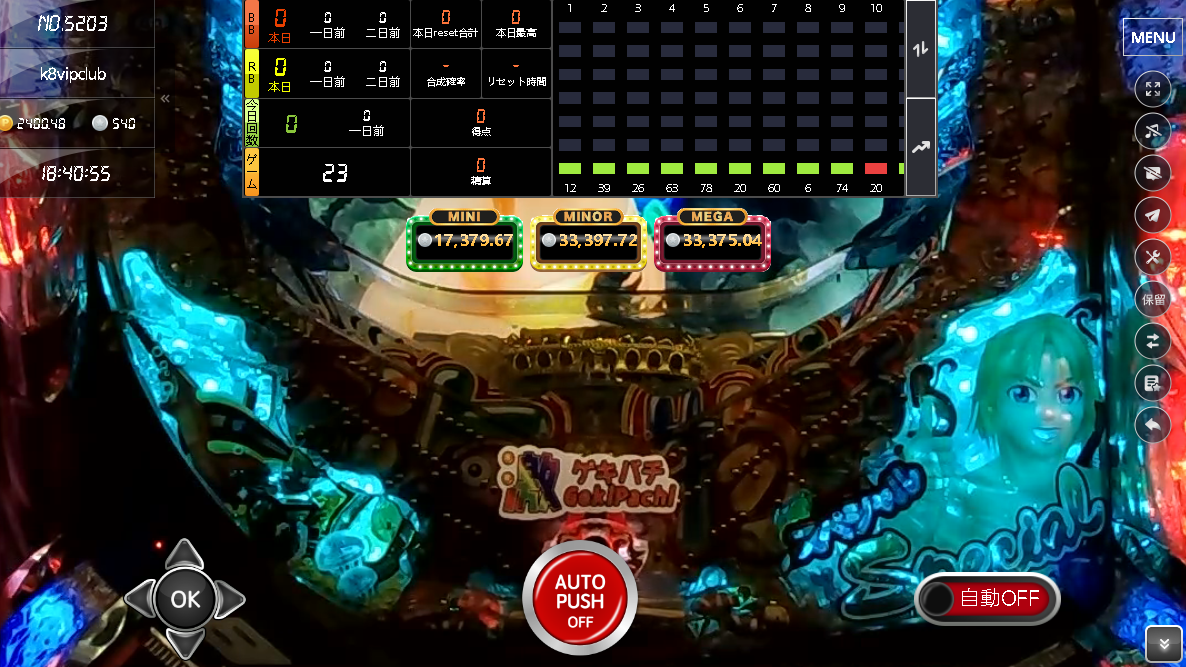 NO.5203
k8vipclub
2400.48 540
18:40:55
BB 0 本日 0 一日前 0 二日前 0 本日reset合計 0 本日最高
RB 0 本日 0 一日前 0 二日前 - 合成確率 - リセット時間
今日回数 0 0 一日前 0 得点
ゲーム 23 0 精算
1 2 3 4 5 6 7 8 9 10
12 39 26 63 78 20 60 6 74 20
MENU
保留
MINI MINOR MEGA
17,379.67 33,397.72 33,375.04
ゲキパチ
GekiPachi
Special
OK
AUTO
PUSH
OFF
自動OFF